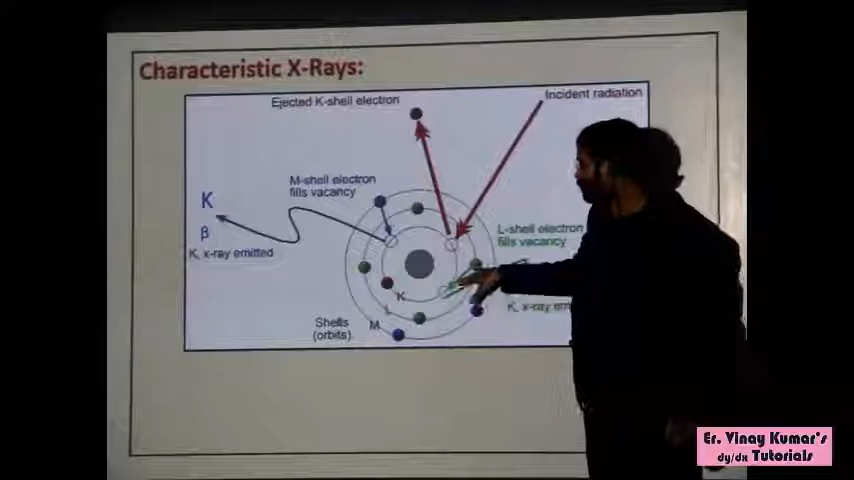 Characteristic X-Rays:
Ejected K-shell electron
Incident radiation
M-shell electron
fills vacancy
K
β
K, x-ray emitted
L-shell electron
fills vacancy
K, x-ray
K
L
M
Shells
(orbits)
Er. Vinay Kumar's
dy/dx Tutorials